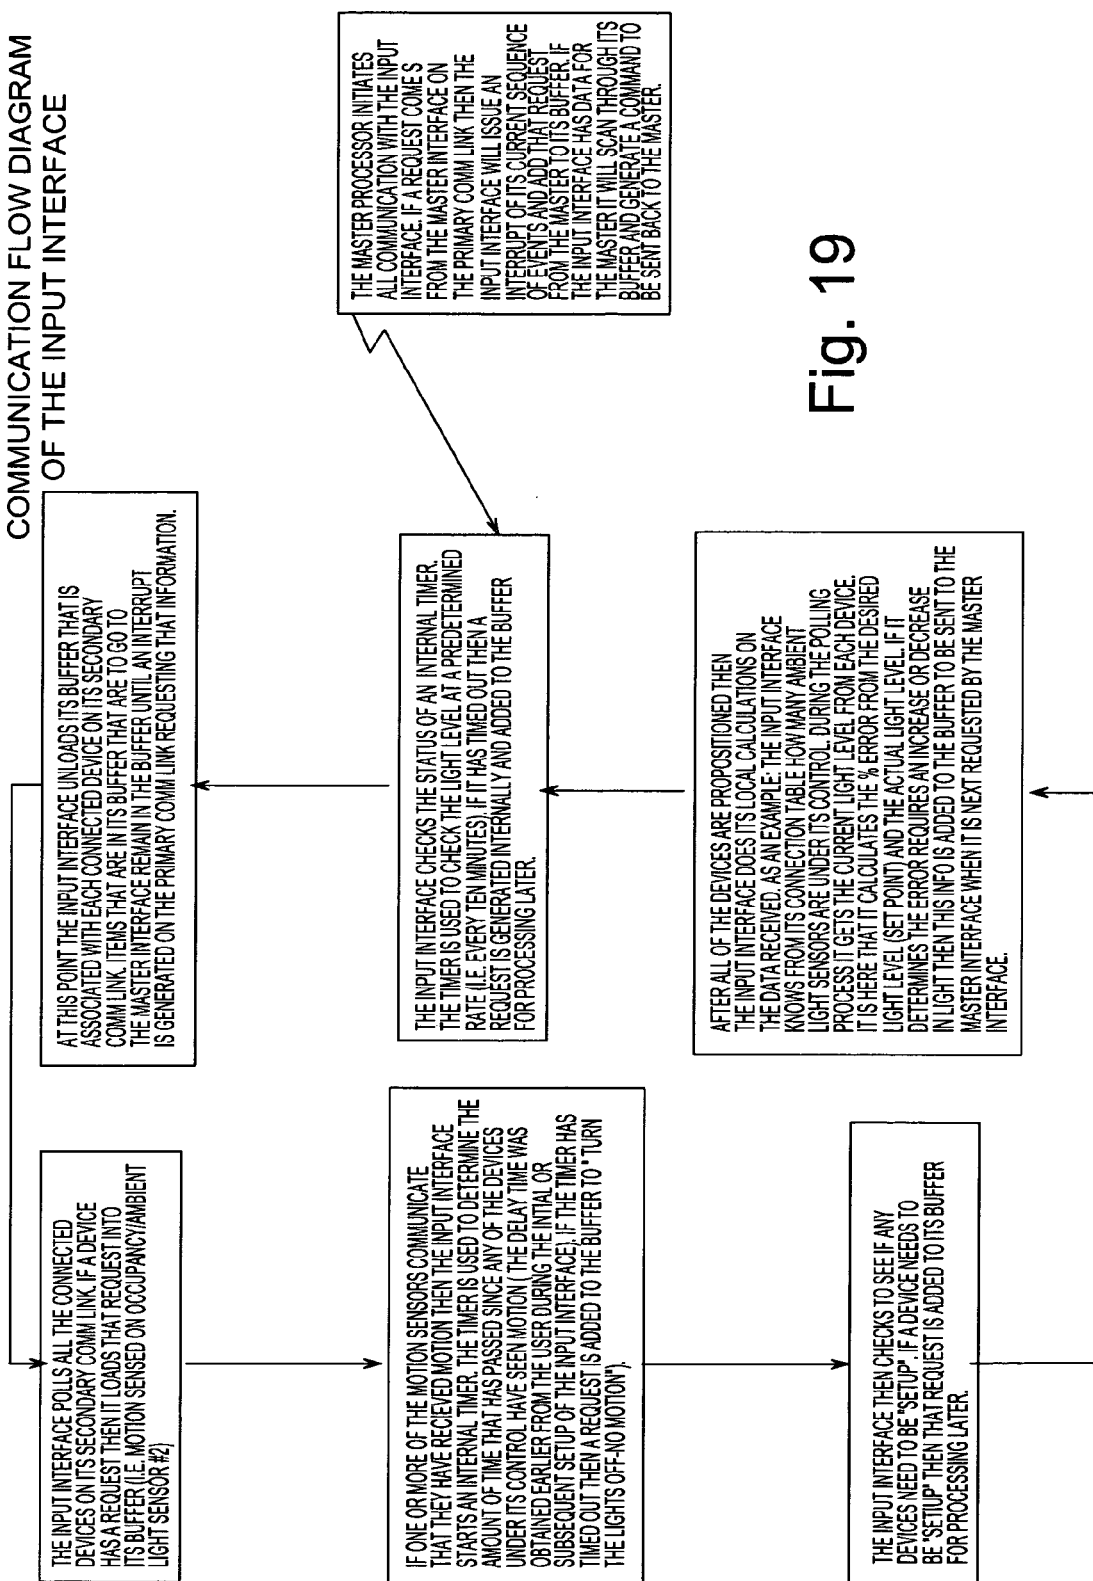 COMMUNICATION FLOW DIAGRAM
OF THE INPUT INTERFACE
THE INPUT INTERFACE POLLS ALL THE CONNECTED
DEVICES ON ITS SECONDARY COMM LINK. IF A DEVICE
HAS A REQUEST THEN IT LOADS THAT REQUEST INTO
ITS BUFFER (I.E. MOTION SENSED ON OCCUPANCY/AMBIENT
LIGHT SENSOR #2)
IF ONE OR MORE OF THE MOTION SENSORS COMMUNICATE
THAT THEY HAVE RECIEVED MOTION THEN THE INPUT INTERFACE
STARTS AN INTERNAL TIMER. THE TIMER IS USED TO DETERMINE THE
AMOUNT OF TIME THAT HAS PASSED SINCE ANY OF THE DEVICES
UNDER ITS CONTROL HAVE SEEN MOTION ( THE DELAY TIME WAS
OBTAINED EARLIER FROM THE USER DURING THE INTIAL OR
SUBSEQUENT SETUP OF THE INPUT INTERFACE). IF THE TIMER HAS
TIMED OUT THEN A REQUEST IS ADDED TO THE BUFFER TO "TURN
THE LIGHTS OFF-NO MOTION").
THE INPUT INTERFACE THEN CHECKS TO SEE IF ANY
DEVICES NEED TO BE "SETUP". IF A DEVICE NEEDS TO
BE "SETIUP" THEN THAT REQUEST IS ADDED TO ITS BUFFER
FOR PROCESSING LATER.
AFTER ALL OF THE DEVICES ARE PROPOSITIONED THEN
THE INPUT INTERFACE DOES ITS LOCAL CALCULATIONS ON
THE DATA RECEIVED. AS AN EXAMPLE: THE INPUT INTERFACE
KNOWS FROM ITS CONNECTION TABLE HOW MANY AMBIENT
LIGHT SENSORS ARE UNDER ITS CONTROL. DURING THE POLLING
PROCESS IT GETS THE CURRENT LIGHT LEVEL FROM EACH DEVICE.
IT IS HERE THAT IT CALCULATES THE % ERROR FROM THE DESIRED
LIGHT LEVEL (SET POINT) AND THE ACTUAL LIGHT LEVEL. IF IT
DETERMINES THE ERROR REQUIRES AN INCREASE OR DECREASE
IN LIGHT THEN THIS INFO IS ADDED TO THE BUFFER TO BE SENT TO THE
MASTER INTERFACE WHEN IT IS NEXT REQUESTED BY THE MASTER
INTERFACE.
THE INPUT INTERFACE CHECKS THE STATUS OF AN INTERNAL TIMER.
THE TIMER IS USED TO CHECK THE LIGHT LEVEL AT A PREDETERMINED
RATE (I.E. EVERY TEN MINUTES). IF IT HAS TIMED OUT THEN A
REQUEST IS GENERATED INTERNALLY AND ADDED TO THE BUFFER
FOR PROCESSING LATER.
AT THIS POINT THE INPUT INTERFACE UNLOADS ITS BUFFER THAT IS
ASSOCIATED WITH EACH CONNECTED DEVICE ON ITS SECONDARY
COMM LINK. ITEMS THAT ARE IN ITS BUFFER THAT ARE TO GO TO
THE MASTER INTERFACE REMAIN IN THE BUFFER UNTIL AN INTERRUPT
IS GENERATED ON THE PRIMARY COMM LINK REQUESTING THAT INFORMATION.
THE MASTER PROCESSOR INITIATES
ALL COMMUNICATION WITH THE INPUT
INTERFACE. IF A REQUEST COME S
FROM THE MASTER INTERFACE ON
THE PRIMARY COMM LINK THEN THE
INPUT INTERFACE WILL ISSUE AN
INTERRUPT OF ITS CURRENT SEQUENCE
OF EVENTS AND ADD THAT REQUEST
FROM THE MASTER TO ITS BUFFER. IF
THE INPUT INTERFACE HAS DATA FOR
THE MASTER IT WILL SCAN THROUGH ITS
BUFFER AND GENERATE A COMMAND TO
BE SENT BACK TO THE MASTER.
Fig. 19